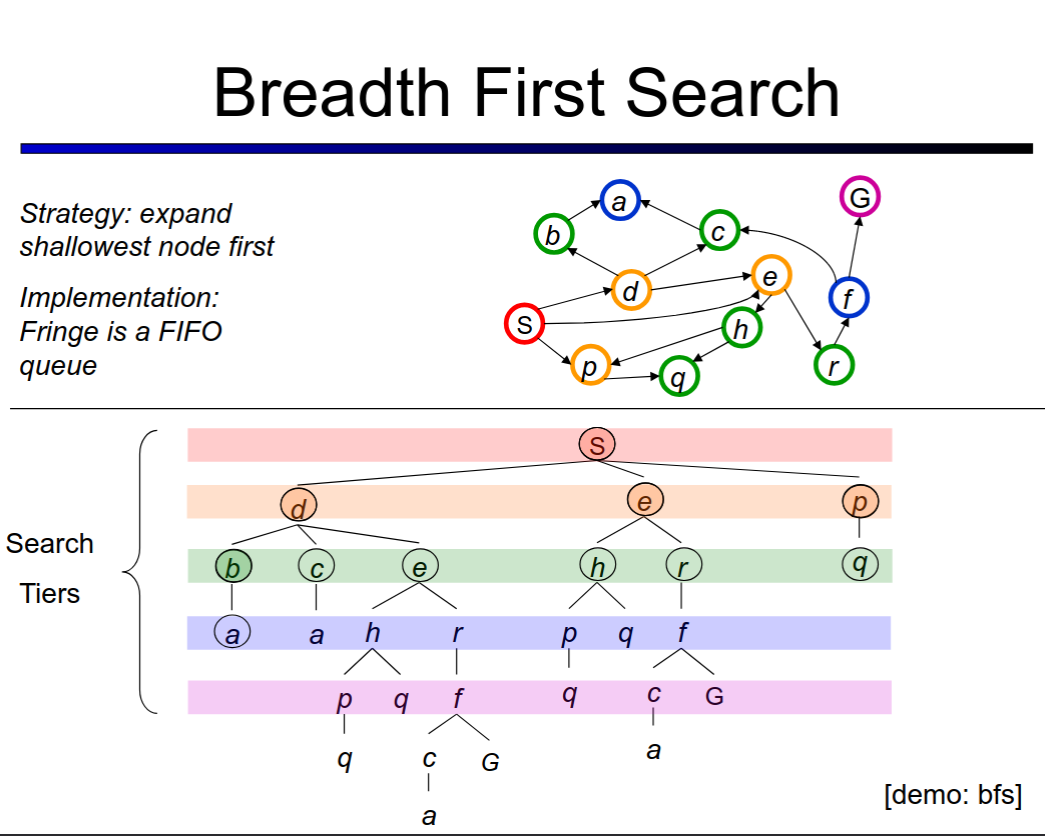 Breadth First Search
Strategy: expand
shallowest node first
Implementation:
Fringe is a FIFO
queue
a
G
b
c
d
e
f
S
h
p
q
r
Search
Tiers
S
d e p
b c e h r q
a a h r p q f
p q f q c G
q c G a
a
[demo: bfs]